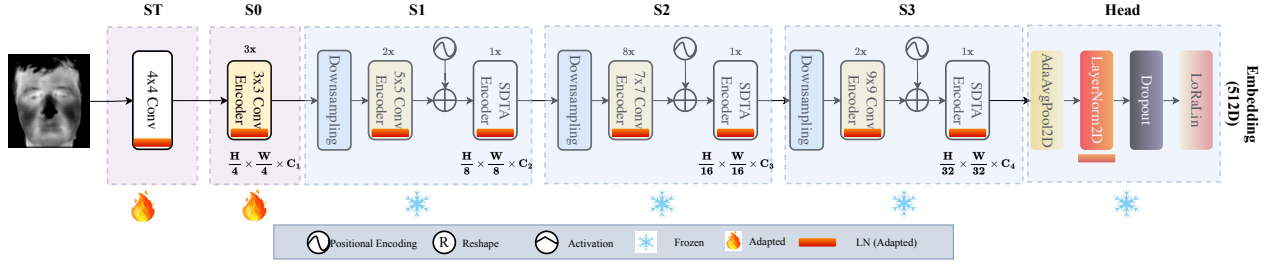 ST
S0
S1
S2
S3
Head
4x4 Conv
3x
3x3 Conv
Encoder
H/4 × W/4 × C₁
Downsampling
2x
5x5 Conv
Encoder
1x
SDTA
Encoder
H/8 × W/8 × C₂
Downsampling
8x
7x7 Conv
Encoder
1x
SDTA
Encoder
H/16 × W/16 × C₃
Downsampling
2x
9x9 Conv
Encoder
1x
SDTA
Encoder
H/32 × W/32 × C₄
AdaAvgPool2D
LayerNorm2D
Dropout
LoRaLin
Embedding
(512D)
Positional Encoding
R
Reshape
Activation
Frozen
Adapted
LN (Adapted)